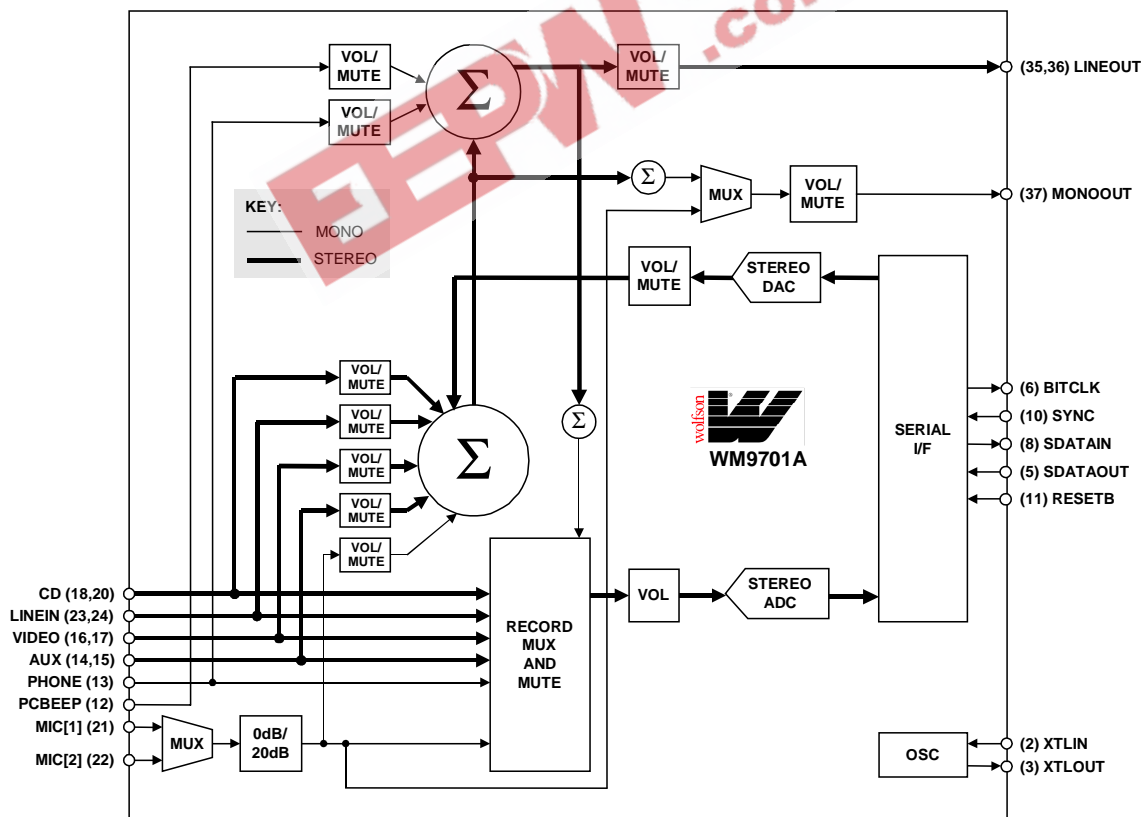 EEPW.com
VOL/
MUTE
Σ
VOL/
MUTE
(35,36) LINEOUT
VOL/
MUTE
Σ
MUX
VOL/
MUTE
(37) MONOOUT
KEY:
MONO
STEREO
VOL/
MUTE
STEREO
DAC
VOL/
MUTE
VOL/
MUTE
VOL/
MUTE
VOL/
MUTE
VOL/
MUTE
Σ
Σ
wolfson
®
WM9701A
SERIAL
I/F
(6) BITCLK
(10) SYNC
(8) SDATAIN
(5) SDATAOUT
(11) RESETB
CD (18,20)
LINEIN (23,24)
VIDEO (16,17)
AUX (14,15)
PHONE (13)
PCBEEP (12)
MIC[1] (21)
MIC[2] (22)
MUX
0dB/
20dB
RECORD
MUX
AND
MUTE
VOL
STEREO
ADC
OSC
(2) XTLIN
(3) XTLOUT